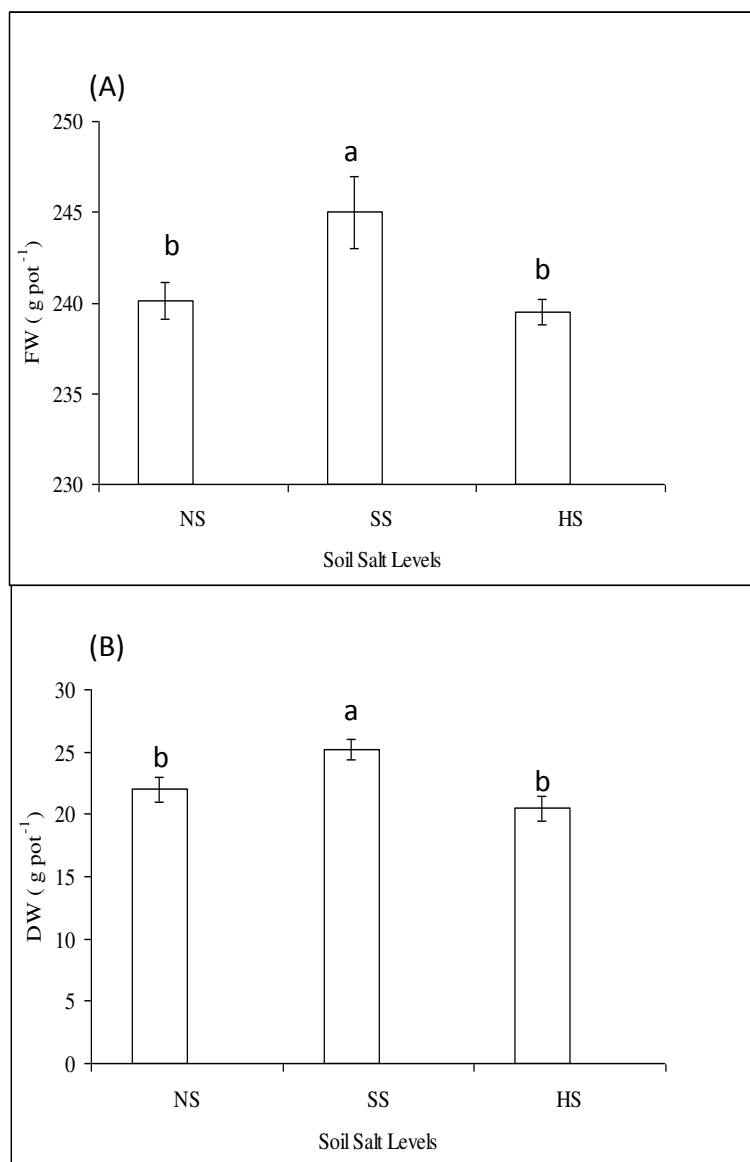 (A)
250
245
240
235
230
FW ( g pot-1 )
b
a
b
NS SS HS
Soil Salt Levels
(B)
30
25
20
15
10
5
0
DW ( g pot-1 )
b
a
b
NS SS HS
Soil Salt Levels